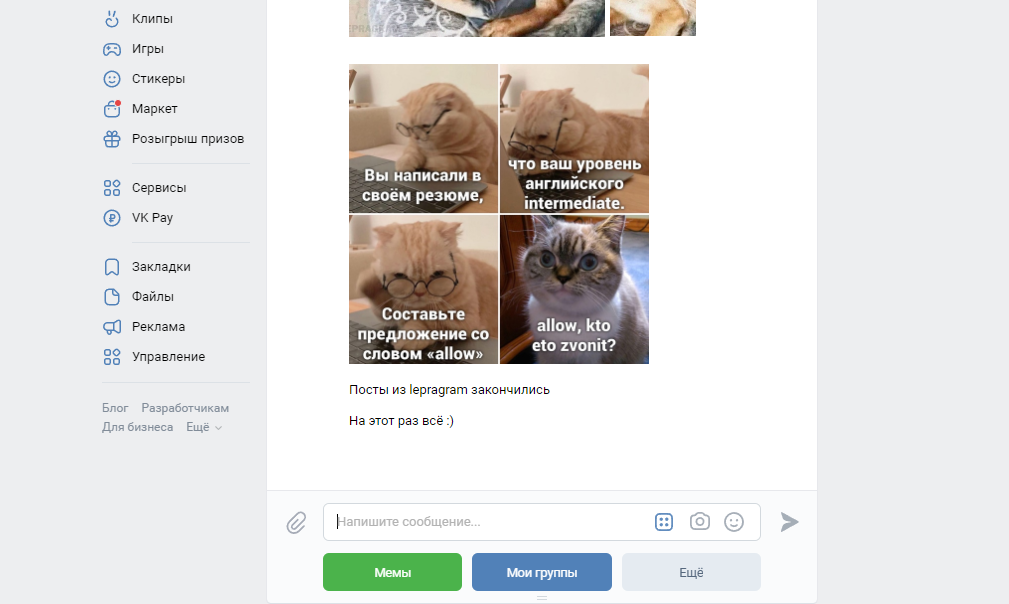 Клипы
Игры
Стикеры
Маркет
Розыгрыш призов
Сервисы
VK Pay
Закладки
Файлы
Реклама
Управление
Блог Разработчикам
Для бизнеса Ещё
Вы написали в
своём резюме,
что ваш уровень
английского
intermediate.
Составьте
предложение со
словом «allow»
allow, kto
eto zvonit?
Посты из lepragram закончились
На этот раз всё :)
Напишите сообщение...
Мемы
Мои группы
Ещё